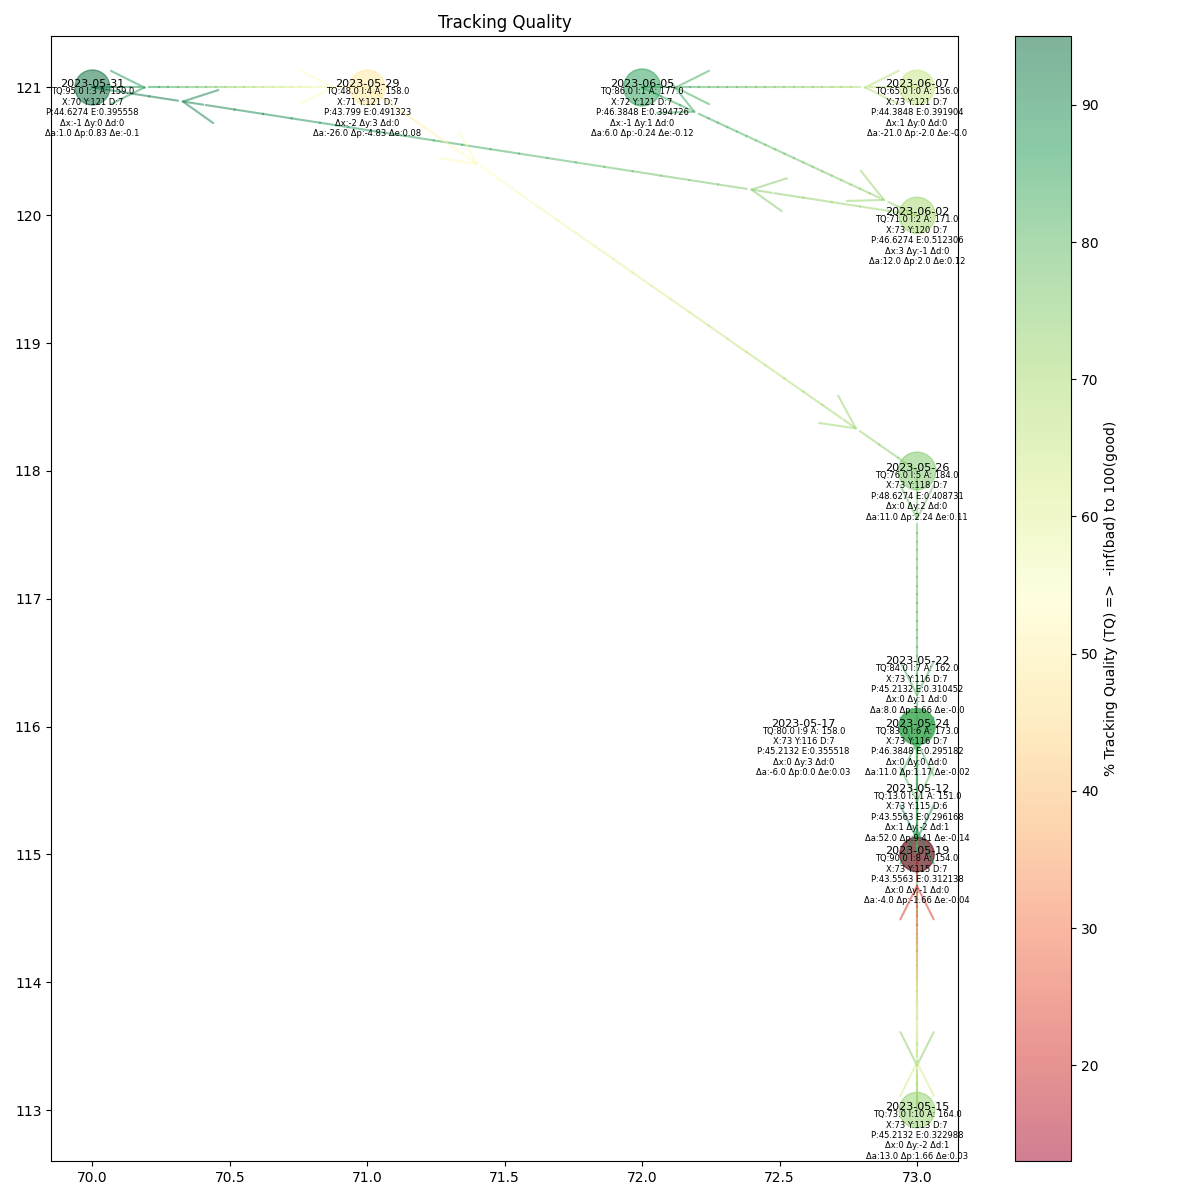 Tracking Quality
2023-05-31
TQ:95.0 I:3 A: 159.0
X:70 Y:121 D:7
P:44.6274 E:0.395558
Δx:-1 Δy:0 Δd:0
Δa:1.0 Δp:0.83 Δe:-0.1
2023-05-29
TQ:48.0 I:4 A: 158.0
X:71 Y:121 D:7
P:43.799 E:0.491323
Δx:-2 Δy:3 Δd:0
Δa:-26.0 Δp:-4.83 Δe:0.08
2023-06-05
TQ:86.0 I:1 A: 177.0
X:72 Y:121 D:7
P:46.3848 E:0.394726
Δx:-1 Δy:1 Δd:0
Δa:6.0 Δp:-0.24 Δe:-0.12
2023-06-07
TQ:65.0 I:0 A: 156.0
X:73 Y:121 D:7
P:44.3848 E:0.391904
Δx:1 Δy:0 Δd:0
Δa:-21.0 Δp:-2.0 Δe:-0.0
2023-06-02
TQ:71.0 I:2 A: 171.0
X:73 Y:120 D:7
P:46.6274 E:0.512306
Δx:3 Δy:-1 Δd:0
Δa:12.0 Δp:2.0 Δe:0.12
2023-05-26
TQ:76.0 I:5 A: 184.0
X:73 Y:118 D:7
P:48.6274 E:0.408731
Δx:0 Δy:2 Δd:0
Δa:11.0 Δp:2.24 Δe:0.11
2023-05-22
TQ:84.0 I:7 A: 162.0
X:73 Y:116 D:7
P:45.2132 E:0.310452
Δx:0 Δy:1 Δd:0
Δa:8.0 Δp:1.66 Δe:-0.0
2023-05-17
TQ:80.0 I:9 A: 158.0
X:73 Y:116 D:7
P:45.2132 E:0.355518
Δx:0 Δy:3 Δd:0
Δa:-6.0 Δp:0.0 Δe:0.03
2023-05-24
TQ:83.0 I:6 A: 173.0
X:73 Y:116 D:7
P:46.3848 E:0.295182
Δx:0 Δy:0 Δd:0
Δa:11.0 Δp:1.17 Δe:-0.02
2023-05-12
TQ:13.0 I:11 A: 151.0
X:73 Y:115 D:6
P:43.5563 E:0.296168
Δx:1 Δy:-2 Δd:1
Δa:52.0 Δp:9.41 Δe:-0.14
2023-05-19
TQ:90.0 I:8 A: 154.0
X:73 Y:115 D:7
P:43.5563 E:0.312138
Δx:0 Δy:-1 Δd:0
Δa:-4.0 Δp:-1.66 Δe:-0.04
2023-05-15
TQ:73.0 I:10 A: 164.0
X:73 Y:113 D:7
P:45.2132 E:0.322988
Δx:0 Δy:-2 Δd:1
Δa:13.0 Δp:1.66 Δe:0.03
121
120
119
118
117
116
115
114
113
70.0
70.5
71.0
71.5
72.0
72.5
73.0
90
80
70
60
50
40
30
20
% Tracking Quality (TQ) =>  -inf(bad) to 100(good)